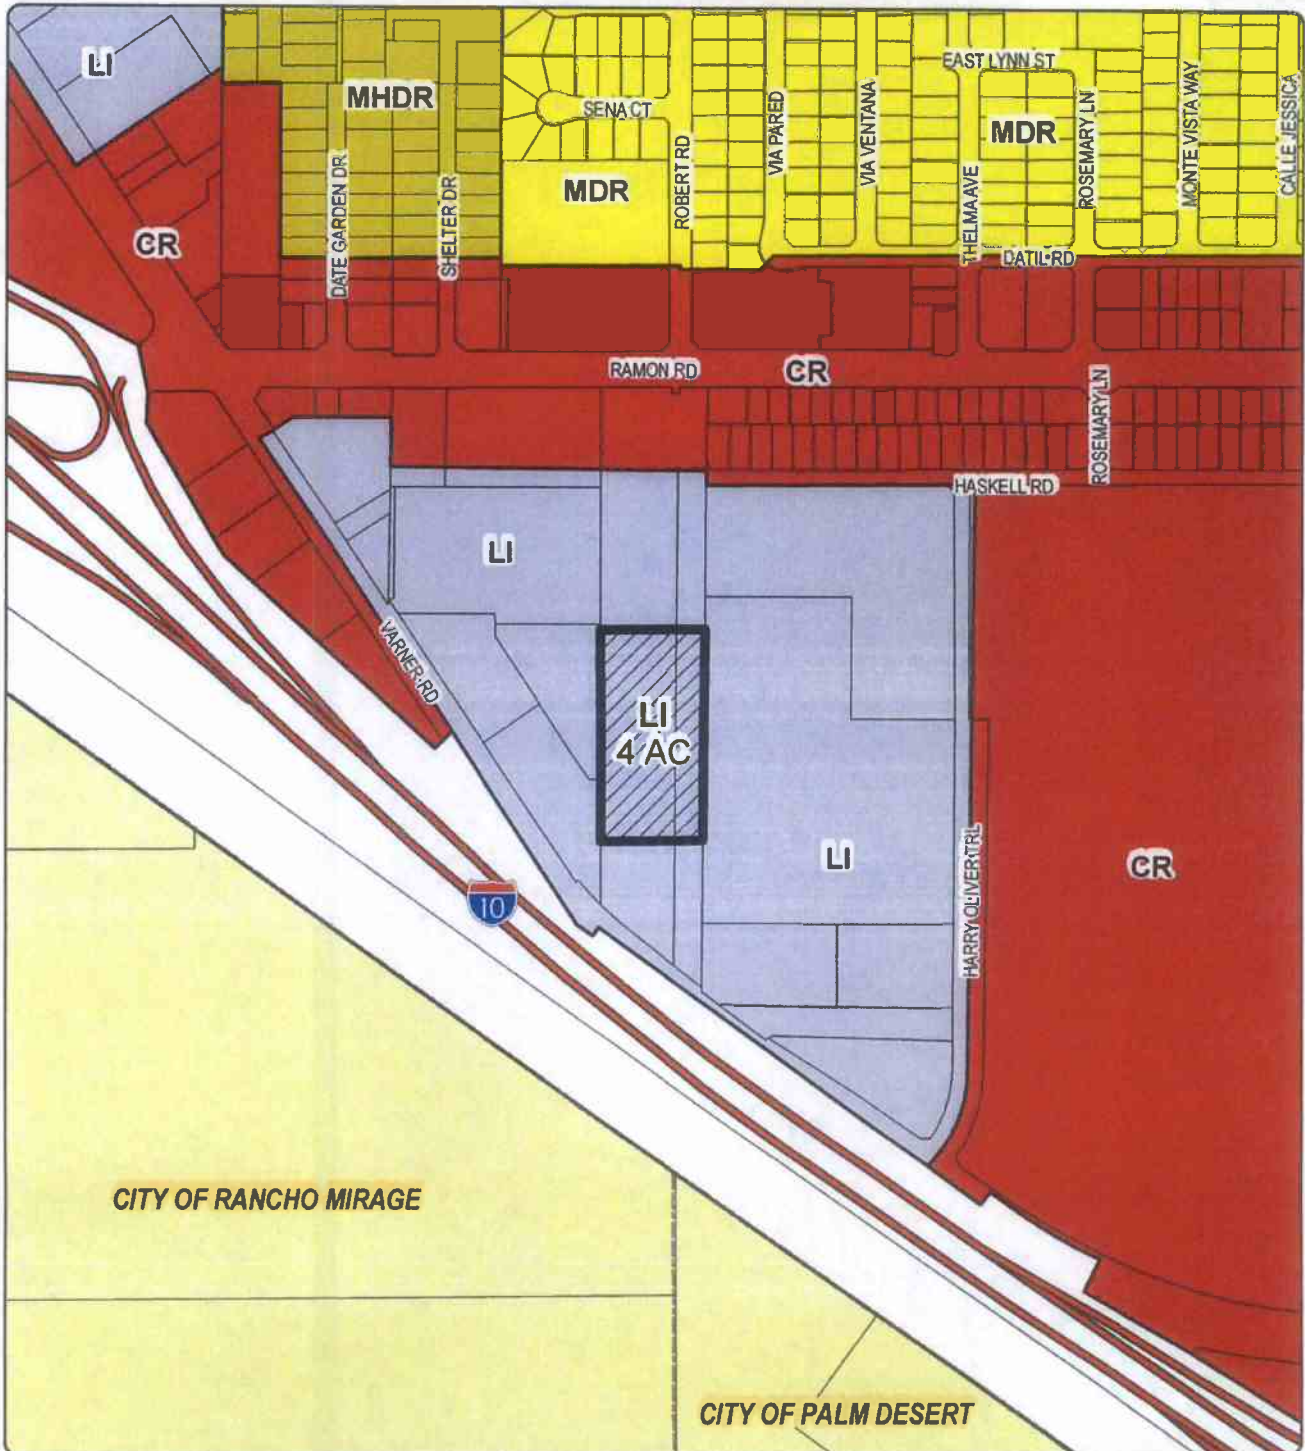 LI
MHDR
EAST LYNN ST
SENA CT
MDR
MDR
ROBERT RD
VIA PARED
VIA VENTANA
THELMA AVE
ROSEMARY LN
MONTE VISTA WAY
CALLE JESSICA
DATE GARDEN DR
SHELTER DR
CR
DATIL RD
RAMON RD
CR
ROSEMARY LN
HASKELL RD
LI
VARNER RD
LI
4 AC
LI
HARRY OLIVER TRL
CR
10
CITY OF RANCHO MIRAGE
CITY OF PALM DESERT